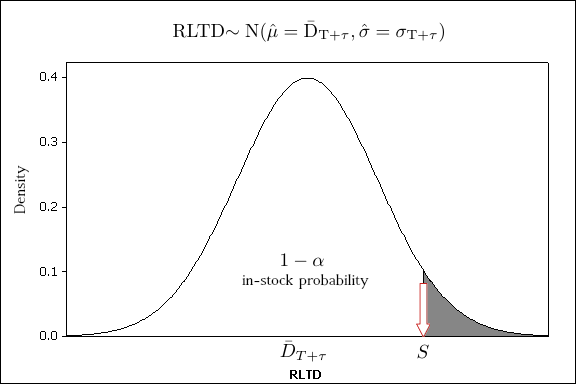 RLTD∼ N(μ̂ = D̄T+τ, σ̂ = σT+τ)
0.4
0.3
Density
0.2
1 − α
0.1
in-stock probability
0.0
D̄T+τ S
RLTD